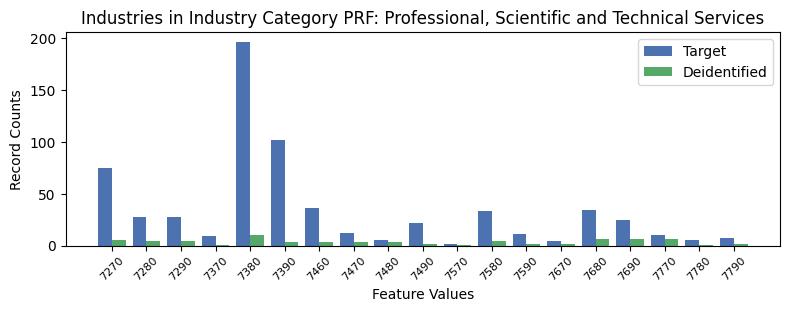 Industries in Industry Category PRF: Professional, Scientific and Technical Services
Target
Deidentified
Record Counts
200
150
100
50
0
7270 7280 7290 7370 7380 7390 7460 7470 7480 7490 7570 7580 7590 7670 7680 7690 7770 7780 7790
Feature Values